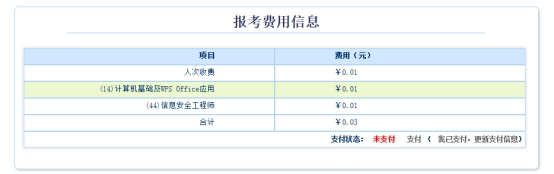 报考费用信息
项目 费用（元）
人次收费 ￥0.01
(14)计算机基础及WPS Office应用 ￥0.01
(44)信息安全工程师 ￥0.01
合计 ￥0.03
支付状态： 未支付 支付 （ 我已支付，更新支付信息）